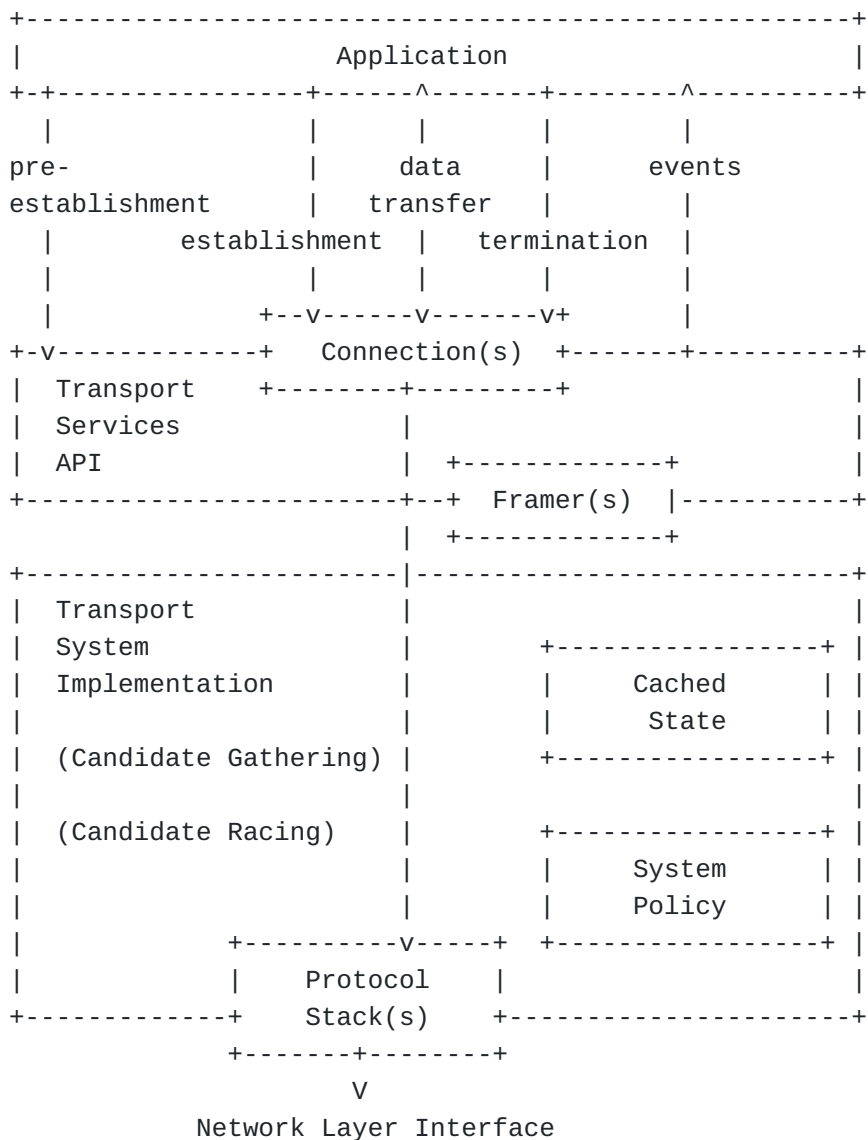 Application
pre- data events
establishment transfer
establishment termination
Connection(s)
Transport
Services
API
Framer(s)
Transport
System
Implementation Cached
State
(Candidate Gathering)
(Candidate Racing)
System
Policy
Protocol
Stack(s)
Network Layer Interface